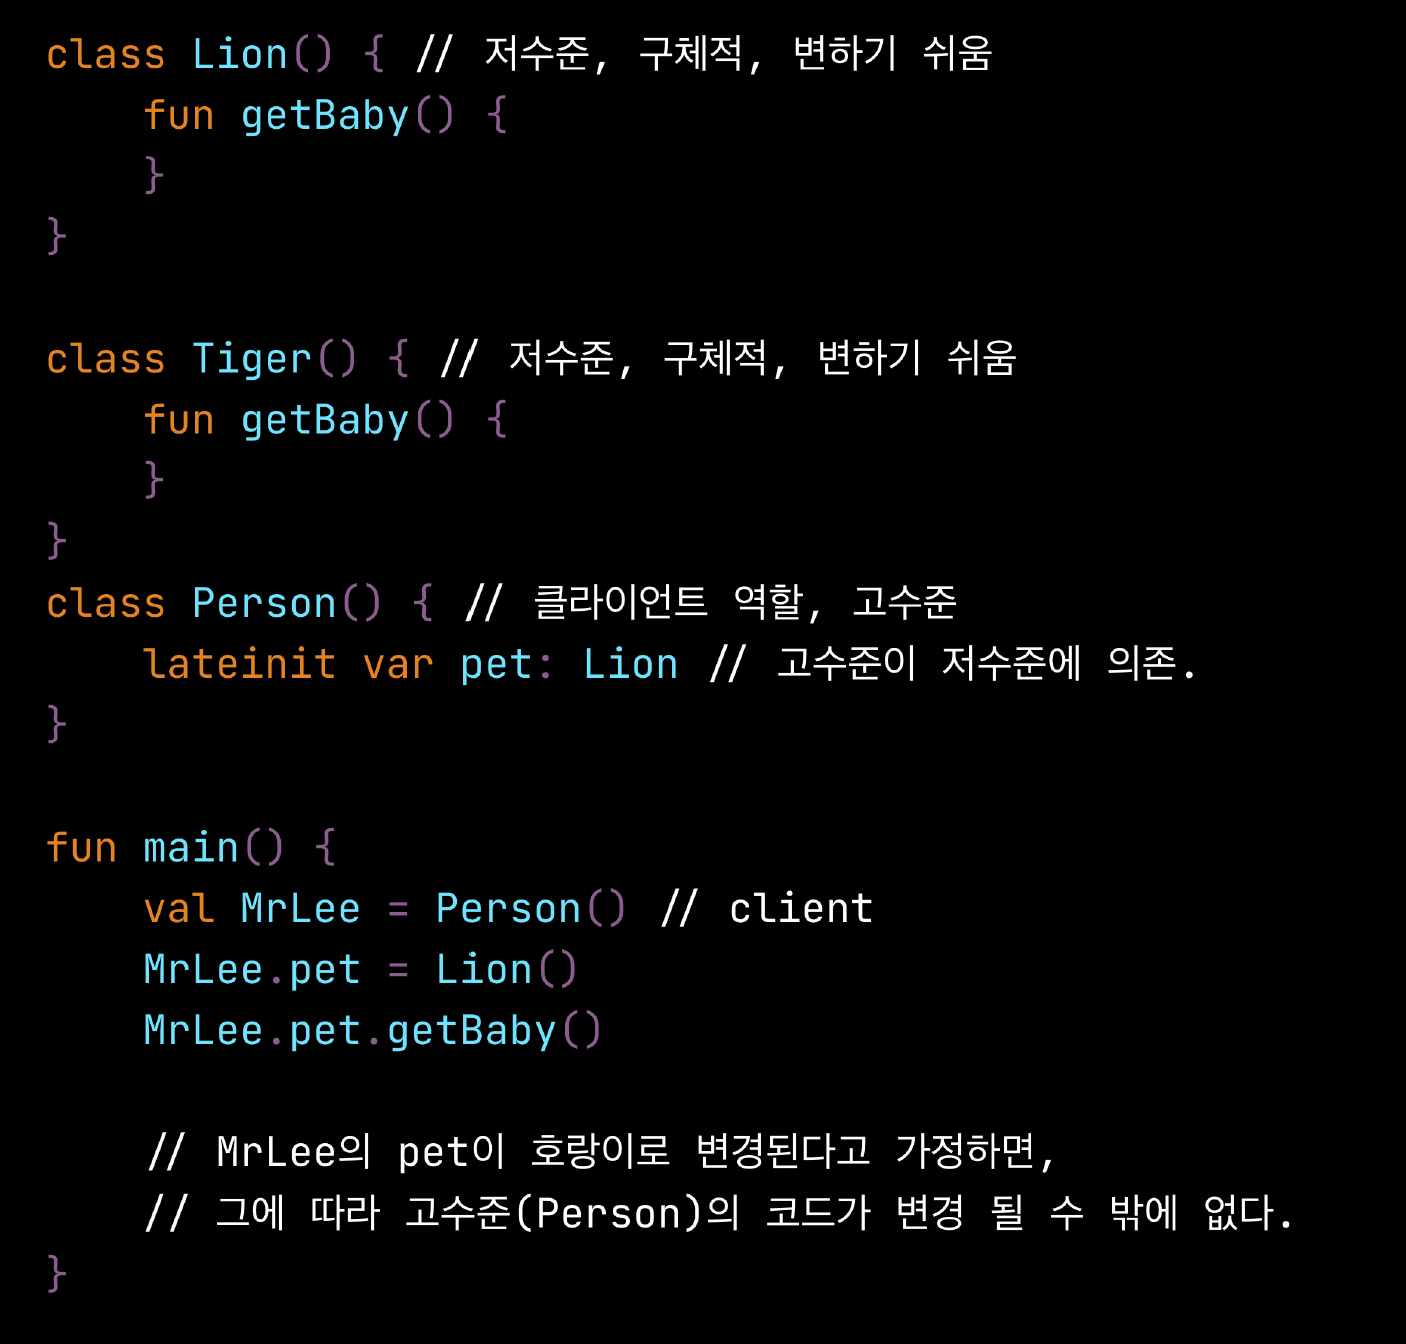 class Lion() { // 저수준, 구체적, 변하기 쉬움
    fun getBaby() {
    }
}

class Tiger() { // 저수준, 구체적, 변하기 쉬움
    fun getBaby() {
    }
}
class Person() { // 클라이언트 역할, 고수준
    lateinit var pet: Lion // 고수준이 저수준에 의존.
}

fun main() {
    val MrLee = Person() // client
    MrLee.pet = Lion()
    MrLee.pet.getBaby()

    // MrLee의 pet이 호랑이로 변경된다고 가정하면,
    // 그에 따라 고수준(Person)의 코드가 변경 될 수 밖에 없다.
}